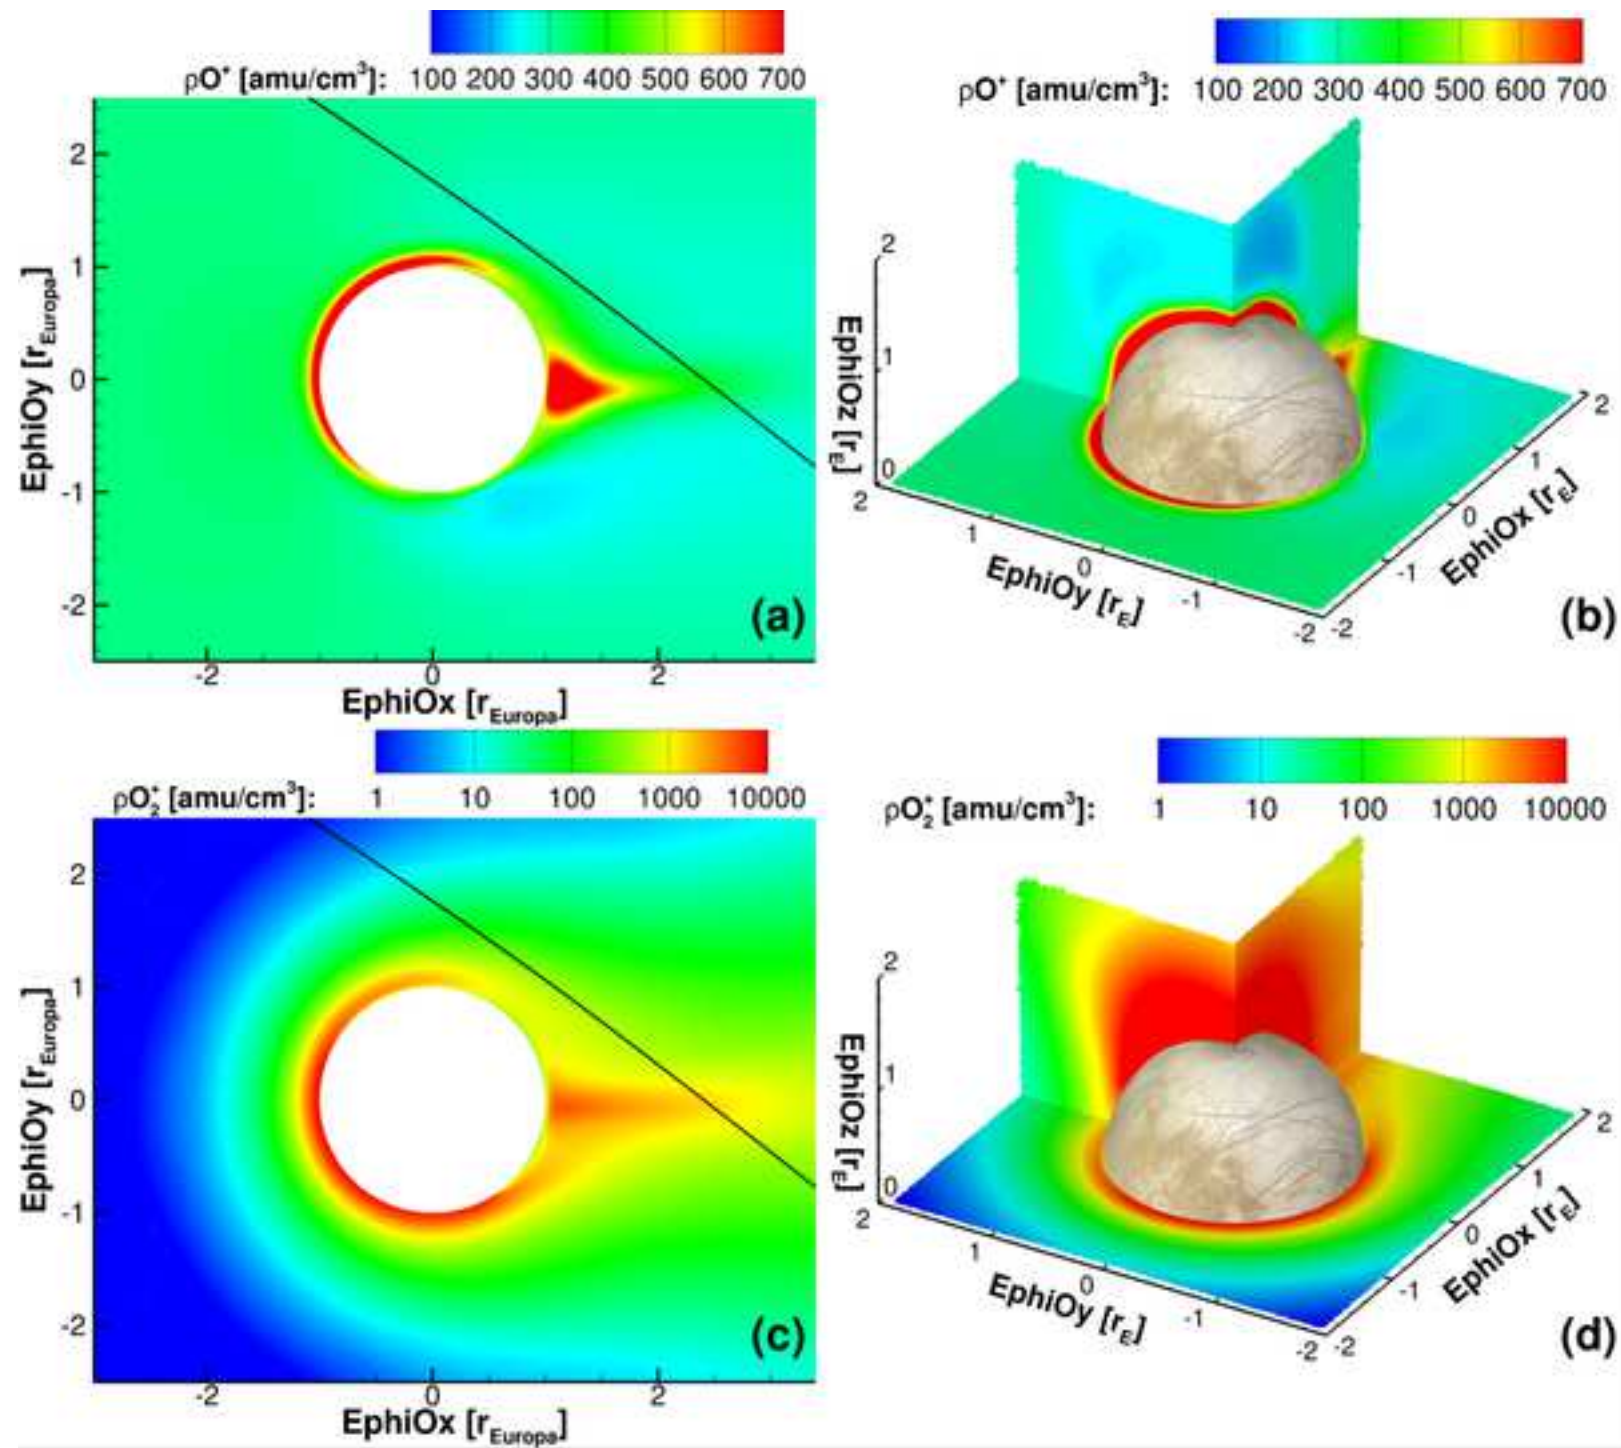 ρO⁺ [amu/cm³]: 100 200 300 400 500 600 700
2
1
0
-1
-2
EphiOy [r_Europa]
-2 0 2
EphiOx [r_Europa]
(a)
ρO⁺ [amu/cm³]: 100 200 300 400 500 600 700
2
1
0
EphiOz [r_E]
2 1 0 -1 -2
EphiOy [r_E]
-2 -1 0 1 2
EphiOx [r_E]
(b)
ρO₂⁺ [amu/cm³]: 1 10 100 1000 10000
2
1
0
-1
-2
EphiOy [r_Europa]
-2 0 2
EphiOx [r_Europa]
(c)
ρO₂⁺ [amu/cm³]: 1 10 100 1000 10000
2
1
0
EphiOz [r_E]
2 1 0 -1 -2
EphiOy [r_E]
-2 -1 0 1 2
EphiOx [r_E]
(d)